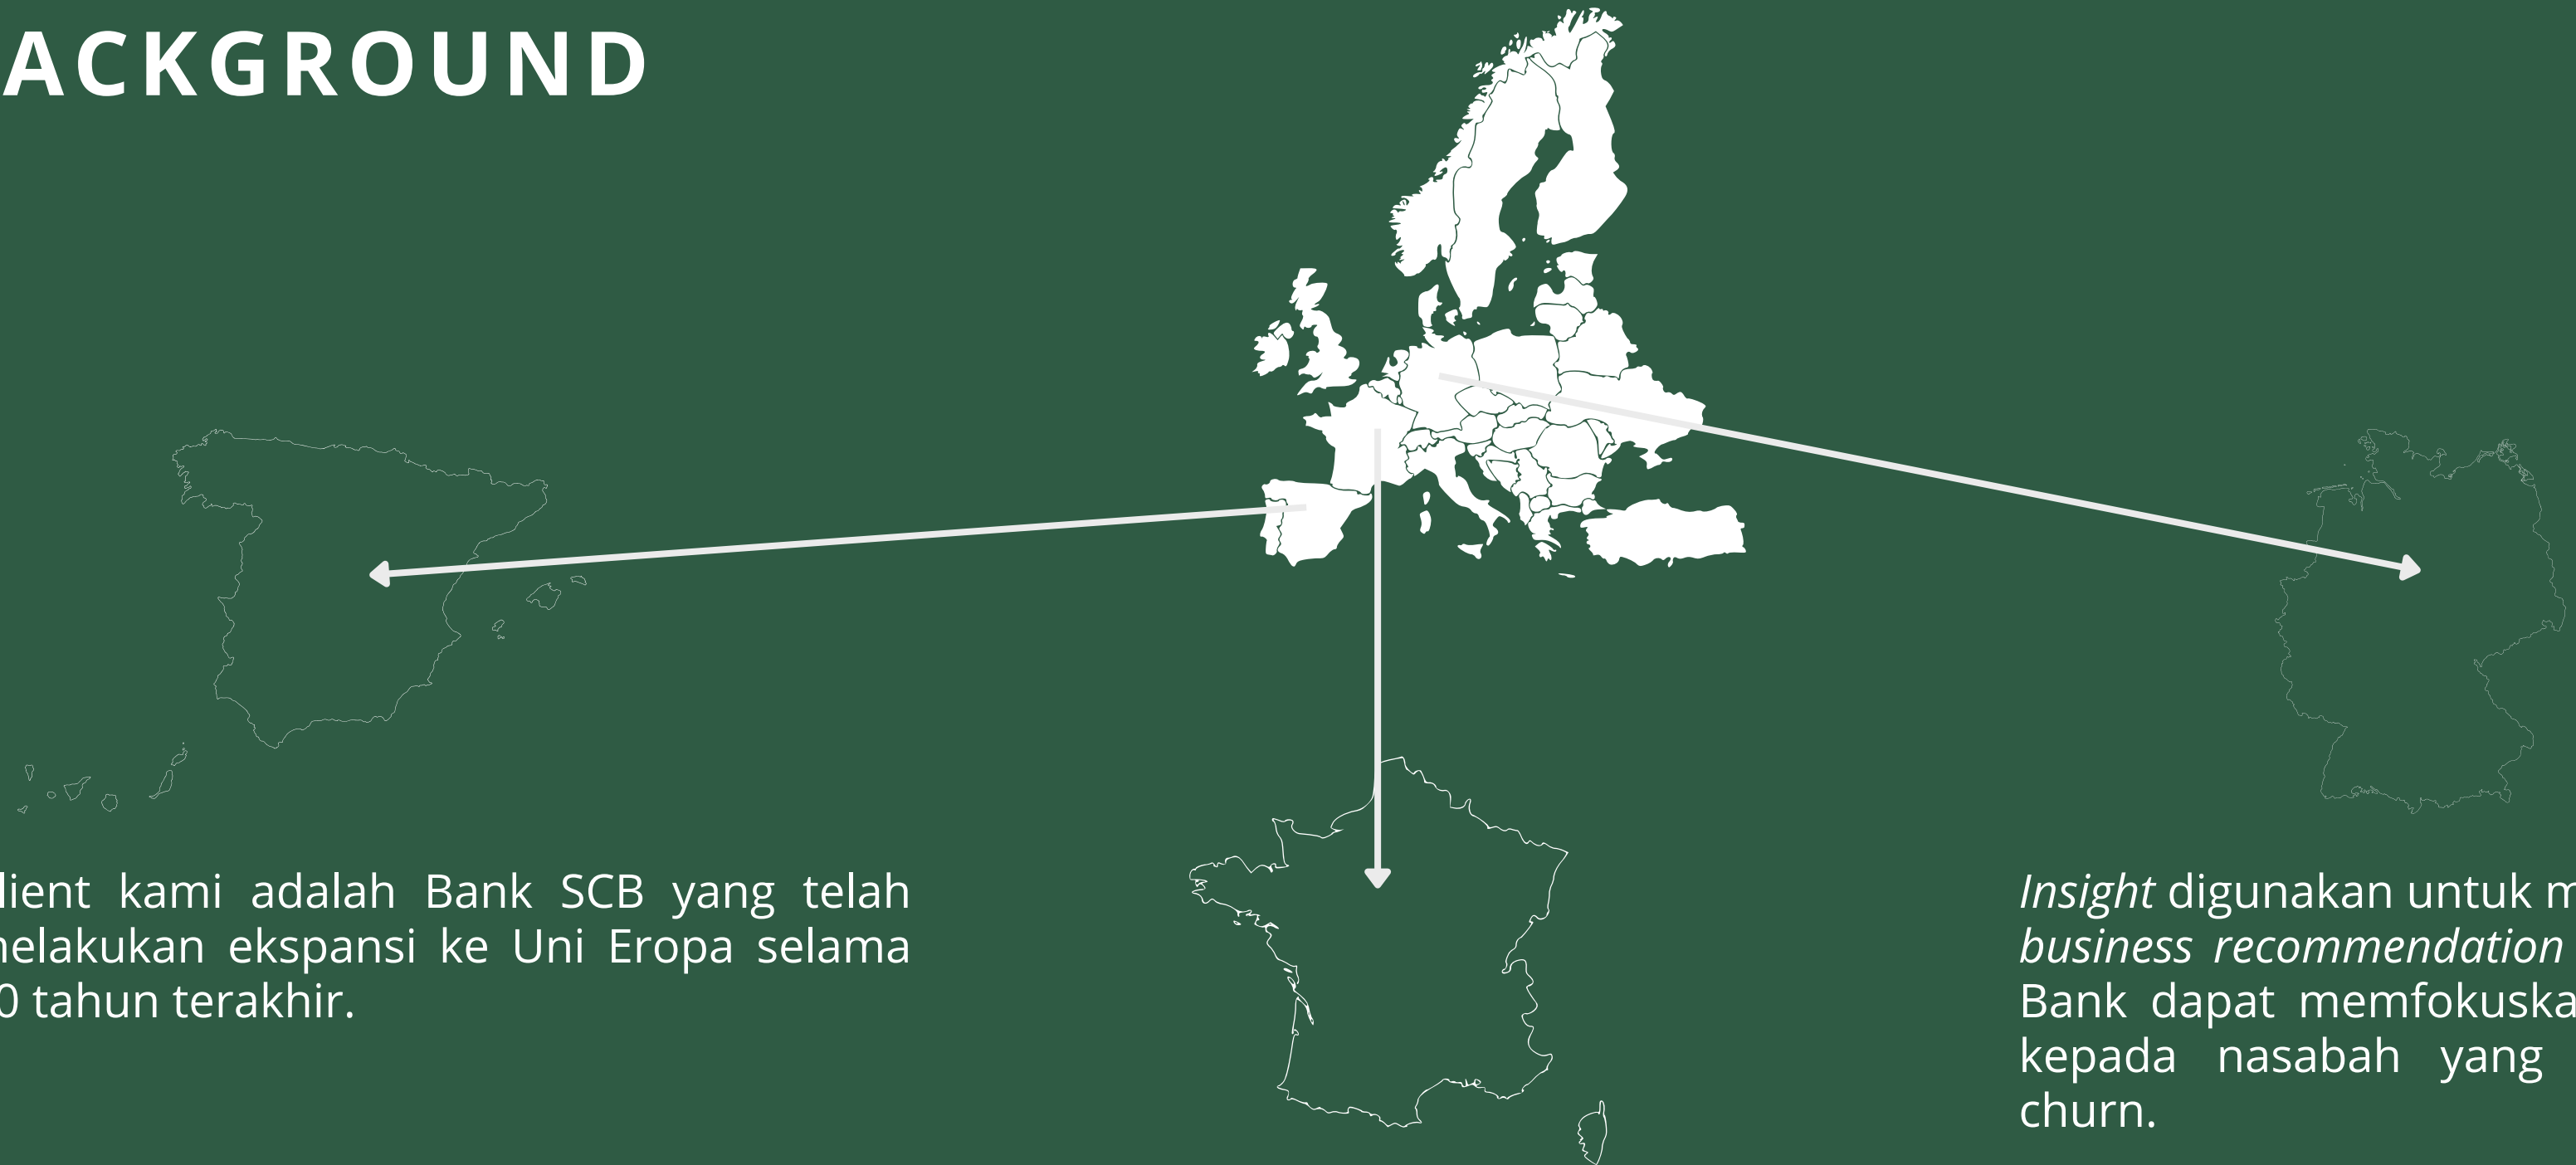 ACKGROUND
lient kami adalah Bank SCB yang telah
nelakukan ekspansi ke Uni Eropa selama
0 tahun terakhir.
Insight digunakan untuk
business recommendation
Bank dapat memfokuska
kepada nasabah yang
churn.